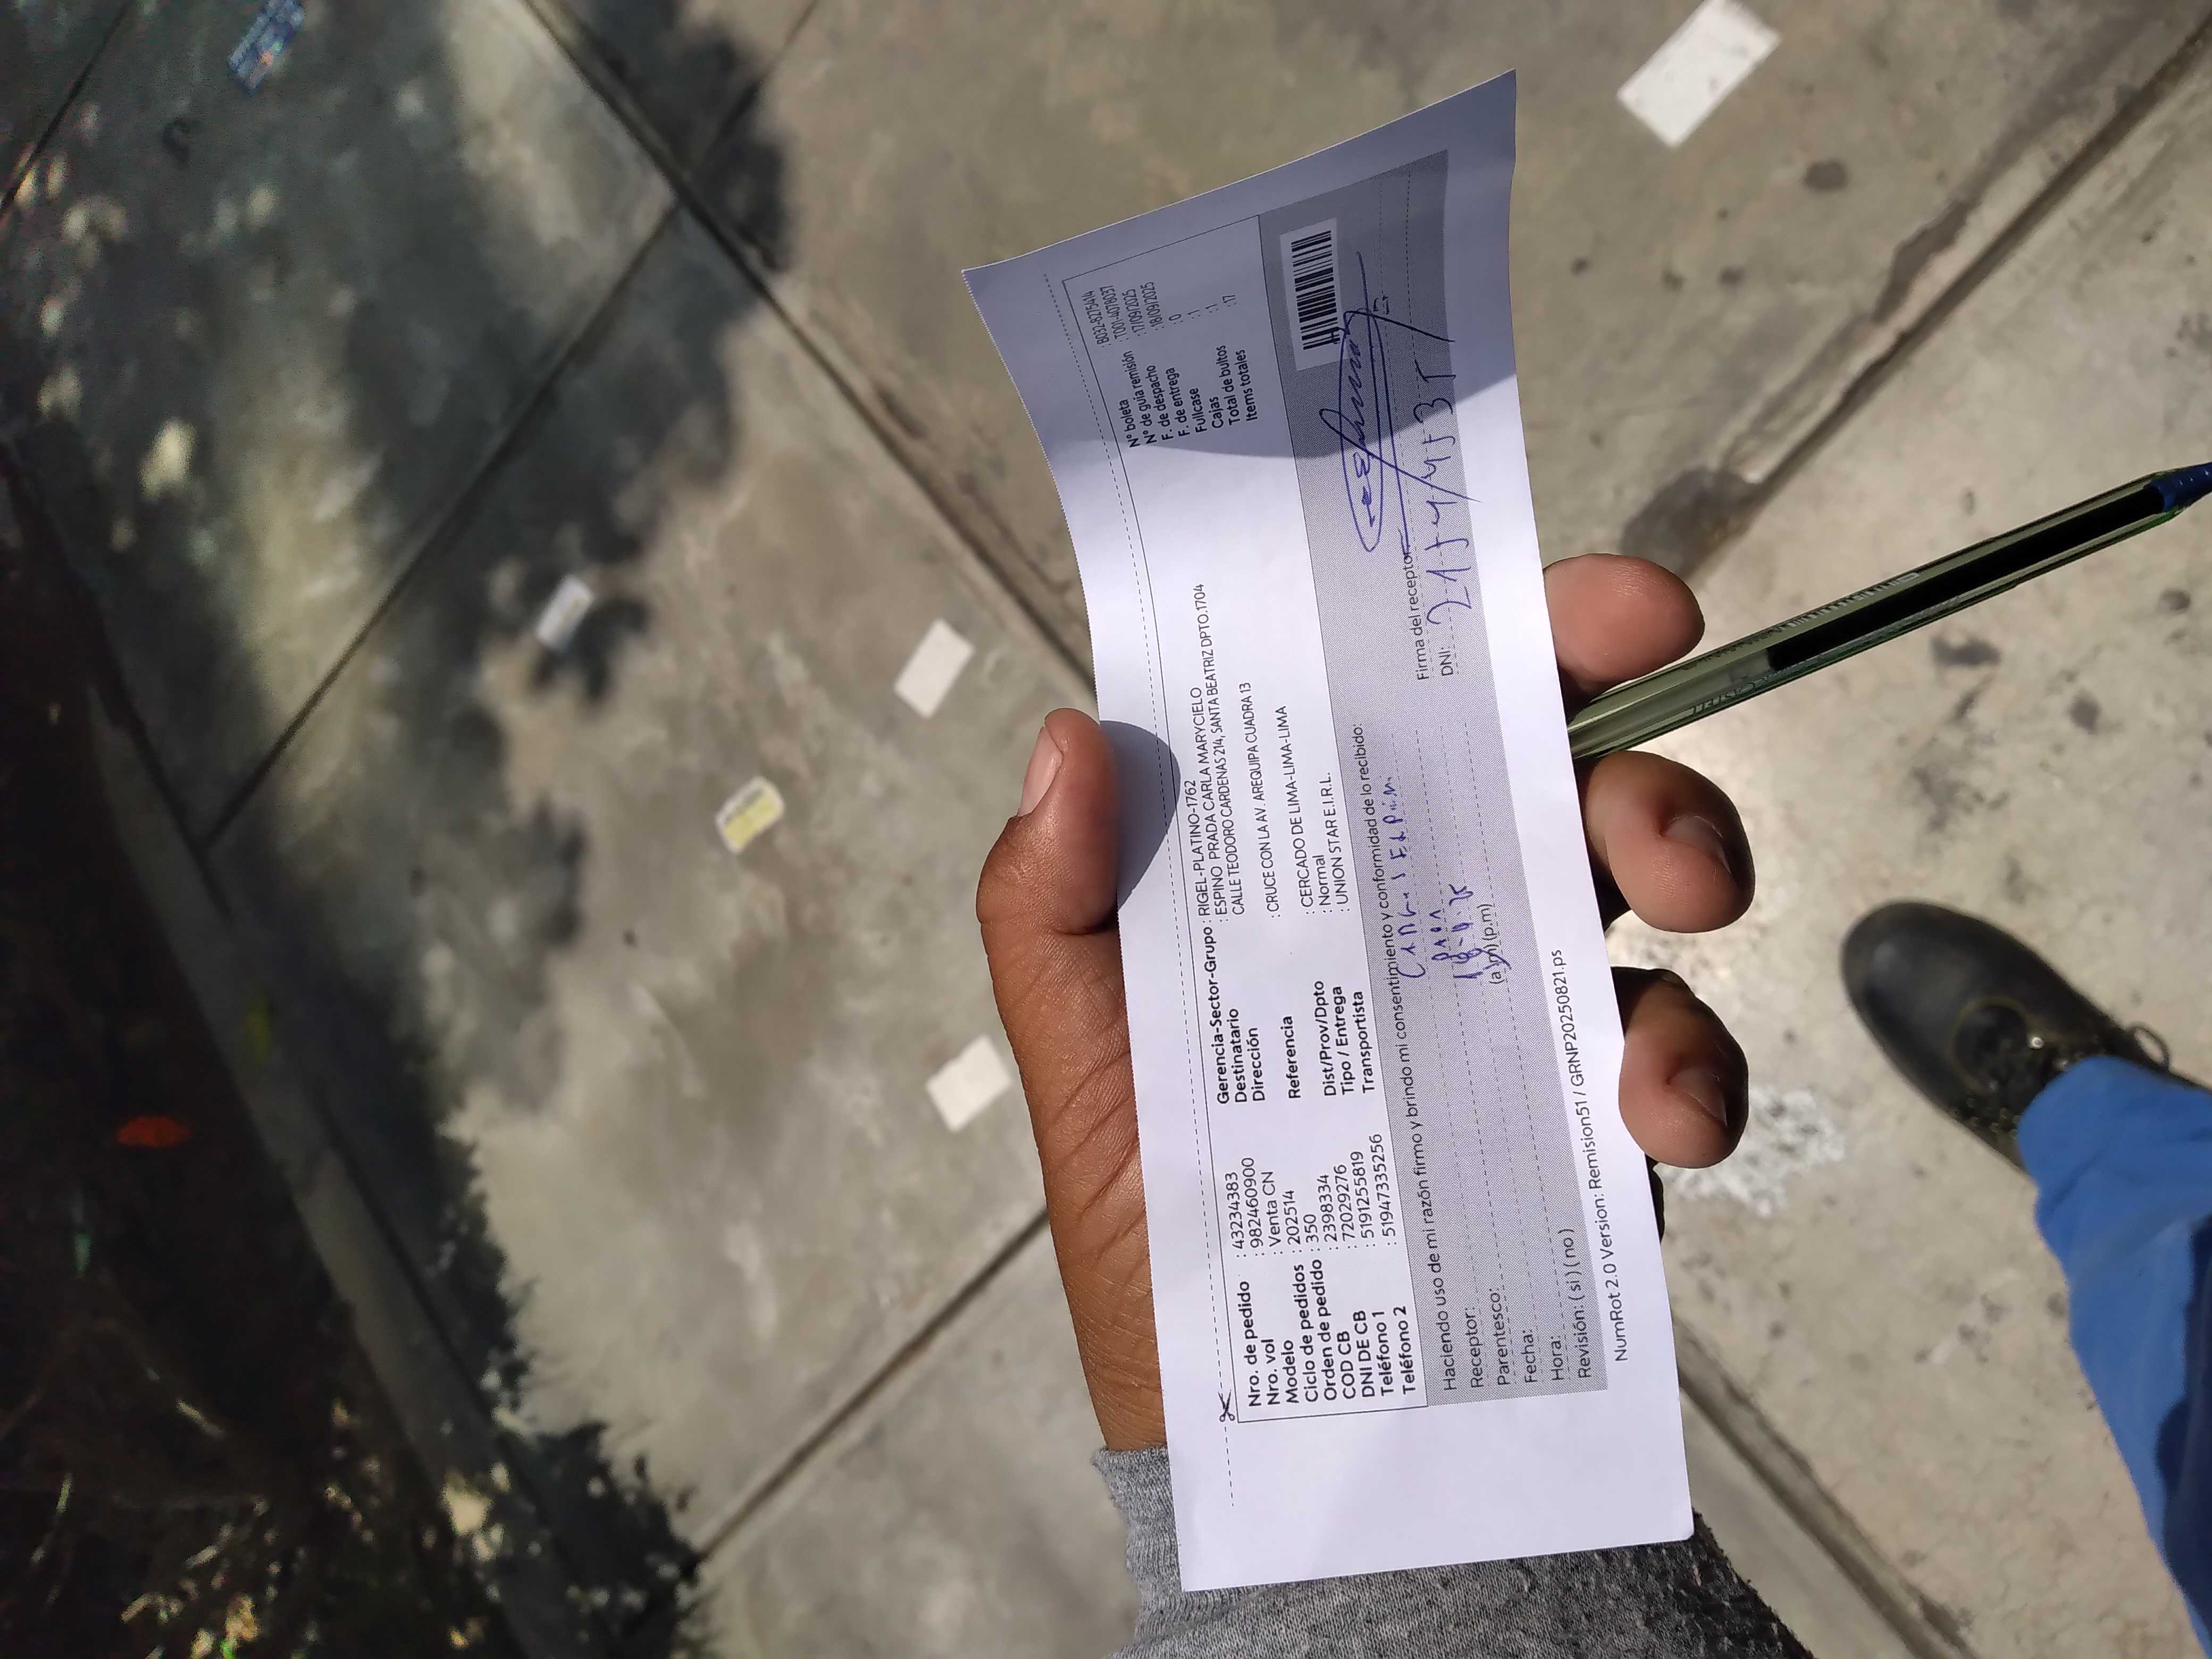 Nro. de pedido : 43234383
Nro. vol : 982460900
Modelo : Venta CN
Ciclo de pedidos : 202514
Orden de pedido : 350
COD CB : 2398334
DNI DE CB : 72029276
Teléfono 1 : 5191255819
Teléfono 2 : 51947335256
Gerencia-Sector-Grupo : RIGEL-PLATINO-1762
Destinatario : ESPINO PRADA CARLA MARYCIELO
Dirección : CALLE TEODORO CARDENAS 214, SANTA BEATRIZ DPTO.1704
Referencia : CRUCE CON LA AV. AREQUIPA CUADRA 13
Dist/Prov/Dpto : CERCADO DE LIMA-LIMA-LIMA
Tipo / Entrega : Normal
Transportista : UNION STAR E.I.R.L.
N° boleta : B032-8275414
N° de guía remisión : T001-4078037
F. de despacho : 17/09/2025
F. de entrega : 18/09/2025
Fullcase : 0
Cajas : 1
Total de bultos : 1
Items totales : 17
Haciendo uso de mi razón firmo y brindo mi consentimiento y conformidad de lo recibido:
Receptor:
Parentesco:
Fecha:
Hora: (a.m) (p.m)
Revisión: ( si ) ( no )
Firma del receptor
DNI:
NumRot 2.0 Version: Remision51 / GRNP20250821.ps